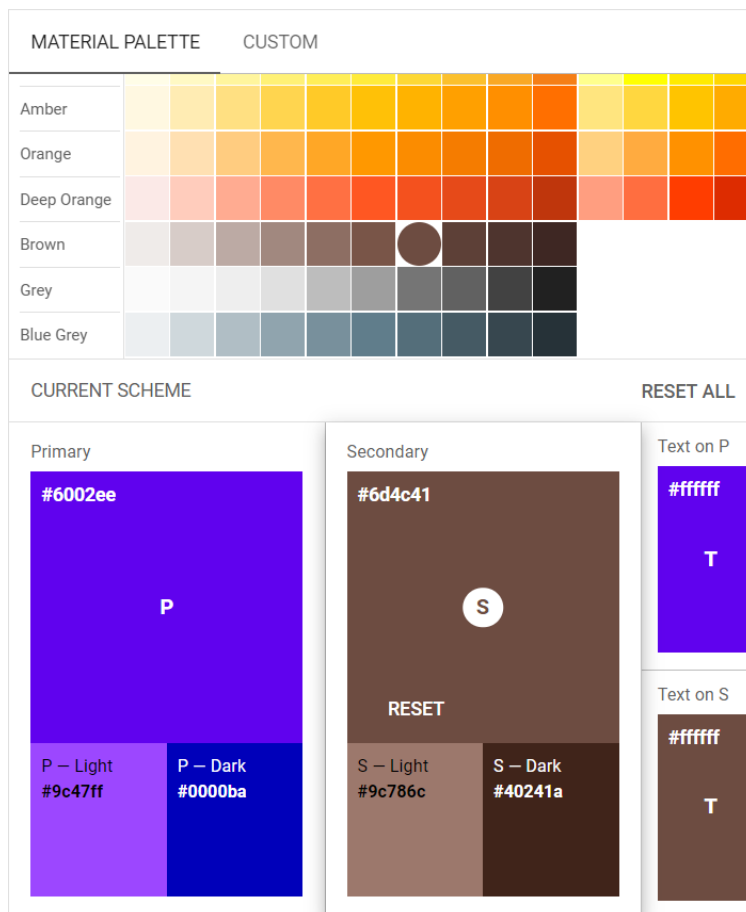 MATERIAL PALETTE CUSTOM
Amber
Orange
Deep Orange
Brown
Grey
Blue Grey
CURRENT SCHEME RESET ALL
Primary
#6002ee
P
P — Light
#9c47ff
P — Dark
#0000ba
Secondary
#6d4c41
S
RESET
S — Light
#9c786c
S — Dark
#40241a
Text on P
#ffffff
T
Text on S
#ffffff
T